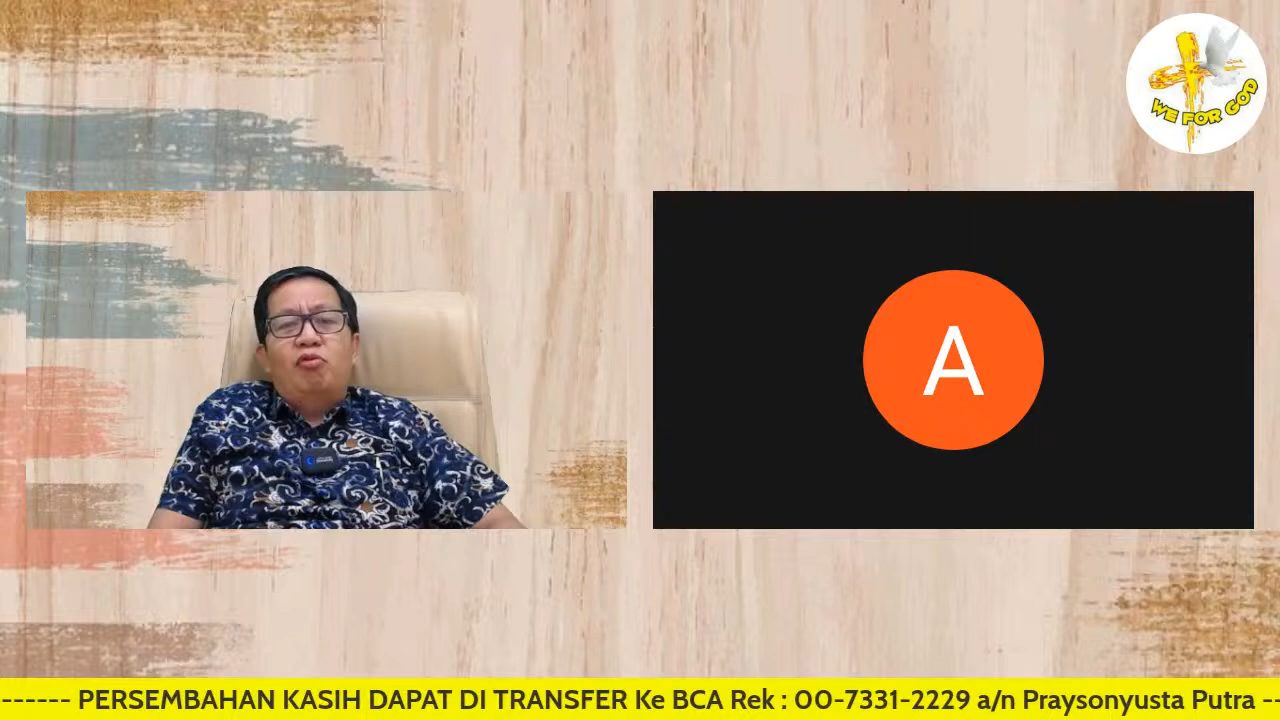 WE FOR GOD
A
------ PERSEMBAHAN KASIH DAPAT DI TRANSFER Ke BCA Rek : 00-7331-2229 a/n Praysonyusta Putra --